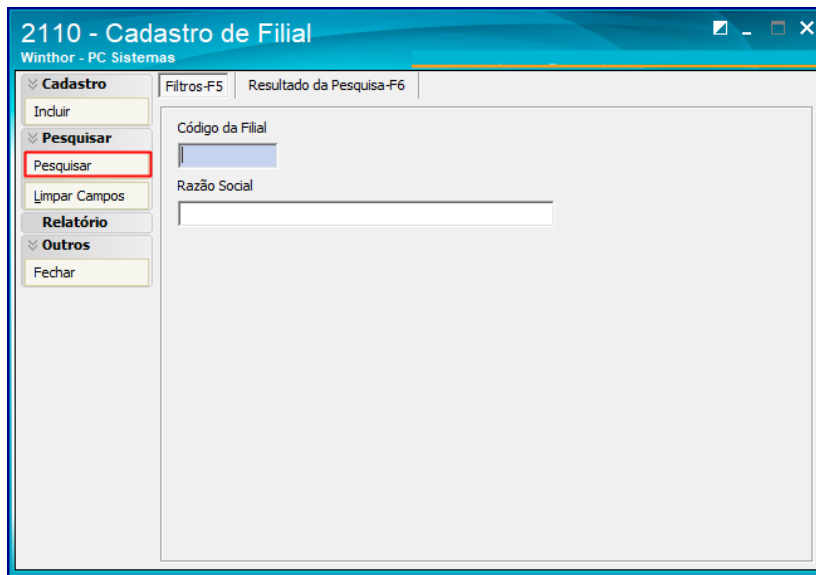 2110 - Cadastro de Filial
Winthor - PC Sistemas
Cadastro
Incluir
Pesquisar
Pesquisar
Limpar Campos
Relatório
Outros
Fechar
Filtros-F5
Resultado da Pesquisa-F6
Código da Filial
Razão Social